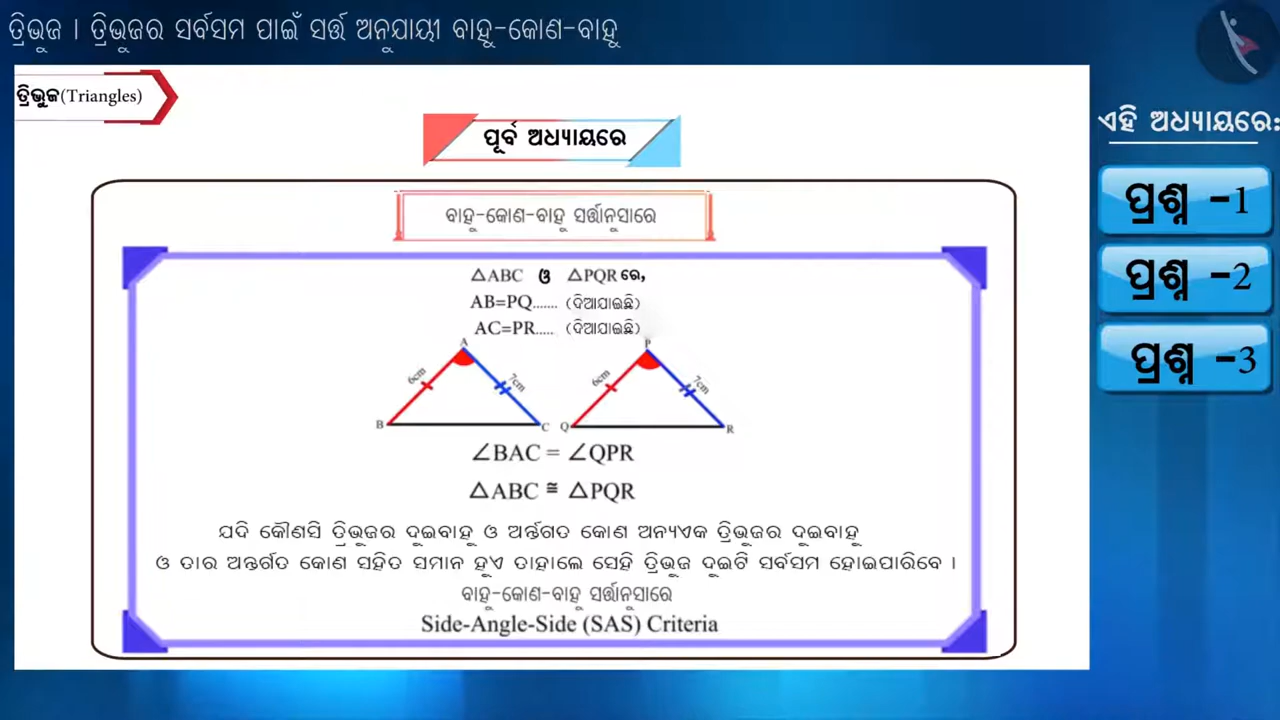 ତ୍ରିଭୁଜ । ତ୍ରିଭୁଜର ସର୍ବସମ ପାଇଁ ସର୍ତ୍ତ ଅନୁଯାୟୀ ବାହୁ-କୋଣ-ବାହୁ
ତ୍ରିଭୁଜ(Triangles)
ପୂର୍ବ ଅଧ୍ୟାୟରେ
ବାହୁ-କୋଣ-ବାହୁ ସର୍ତ୍ତାନୁସାରେ
△ABC ଓ △PQR ରେ,
AB=PQ....... (ଦିଆଯାଇଛି)
AC=PR..... (ଦିଆଯାଇଛି)
A P
6cm 7cm 6cm 7cm
B C Q R
∠BAC = ∠QPR
△ABC ≅ △PQR
ଯଦି କୌଣସି ତ୍ରିଭୁଜର ଦୁଇବାହୁ ଓ ଅର୍ନ୍ତଗତ କୋଣ ଅନ୍ୟଏକ ତ୍ରିଭୁଜର ଦୁଇବାହୁ
ଓ ତାର ଅନ୍ତର୍ଗତ କୋଣ ସହିତ ସମାନ ହୁଏ ତାହାଲେ ସେହି ତ୍ରିଭୁଜ ଦୁଇଟି ସର୍ବସମ ହୋଇପାରିବେ ।
ବାହୁ-କୋଣ-ବାହୁ ସର୍ତ୍ତାନୁସାରେ
Side-Angle-Side (SAS) Criteria
ଏହି ଅଧ୍ୟାୟରେ:
ପ୍ରଶ୍ନ -1
ପ୍ରଶ୍ନ -2
ପ୍ରଶ୍ନ -3